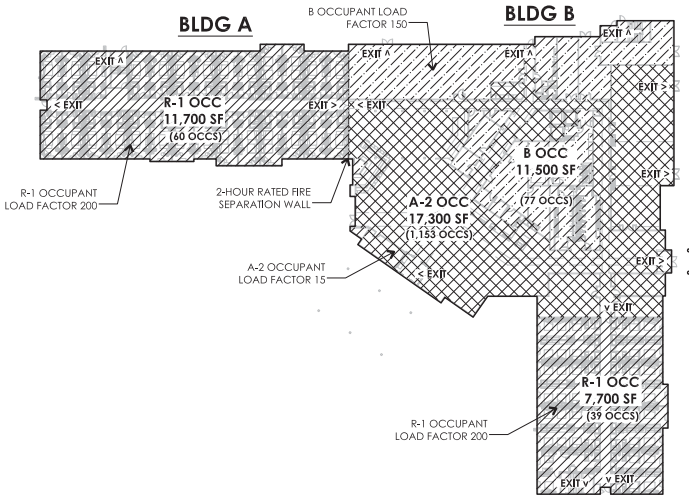 BLDG A
B OCCUPANT LOAD
FACTOR 150
BLDG B
EXIT ^
EXIT ^
EXIT ^
< EXIT
R-1 OCC
11,700 SF
(60 OCCS)
EXIT >
< EXIT
EXIT >
B OCC
11,500 SF
(77 OCCS)
EXIT >
R-1 OCCUPANT
LOAD FACTOR 200
2-HOUR RATED FIRE
SEPARATION WALL
A-2 OCC
17,300 SF
(1,153 OCCS)
A-2 OCCUPANT
LOAD FACTOR 15
< EXIT
EXIT >
v EXIT
R-1 OCC
7,700 SF
(39 OCCS)
R-1 OCCUPANT
LOAD FACTOR 200
EXIT v
v EXIT